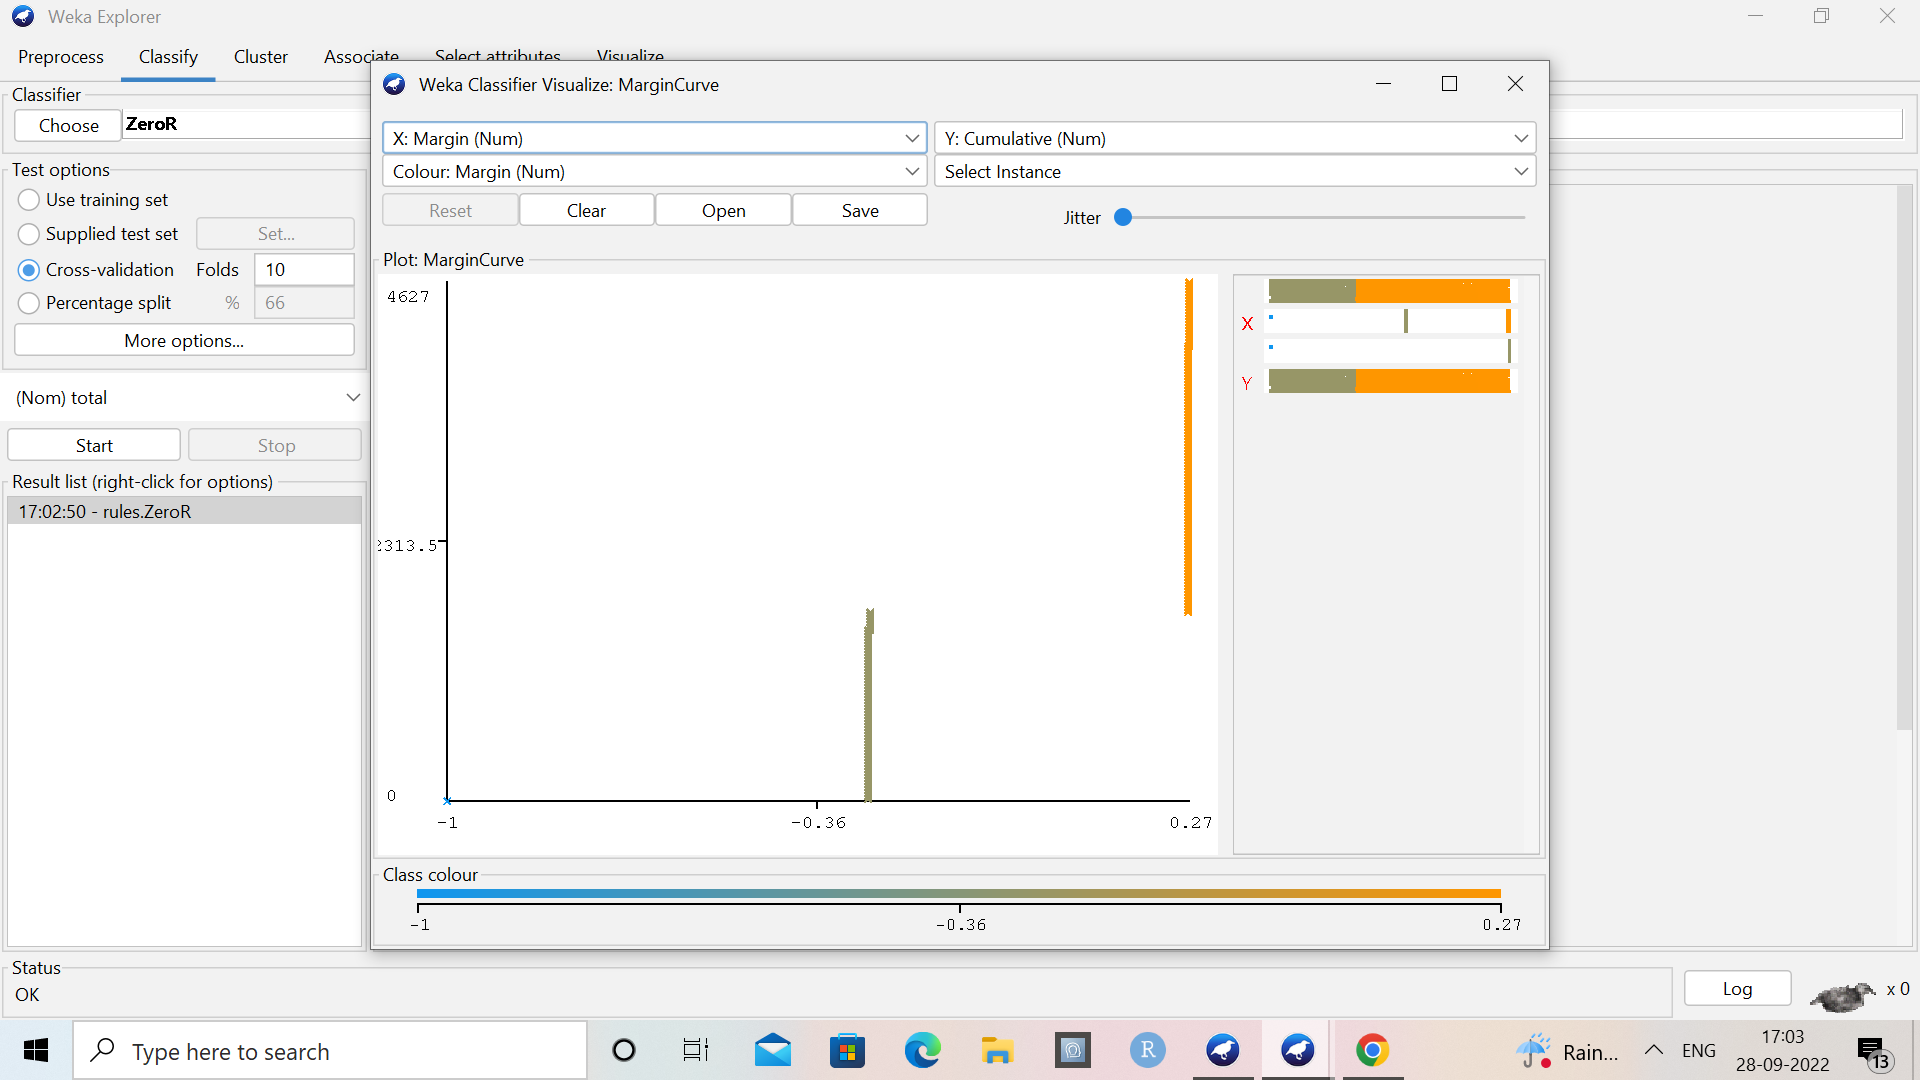 Weka Explorer
Preprocess Classify Cluster Associate Select attributes Visualize
Weka Classifier Visualize: MarginCurve
Classifier
Choose ZeroR
X: Margin (Num) Y: Cumulative (Num)
Colour: Margin (Num) Select Instance
Reset Clear Open Save Jitter
Test options
Use training set
Supplied test set Set...
Cross-validation Folds 10
Percentage split % 66
More options...
(Nom) total
Start Stop
Result list (right-click for options)
17:02:50 - rules.ZeroR
Plot: MarginCurve
4627
2313.5
0
-1 -0.36 0.27
X
Y
Class colour
-1 -0.36 0.27
Status
OK
Log x 0
Type here to search
R
Rain...
ENG
17:03
28-09-2022
13